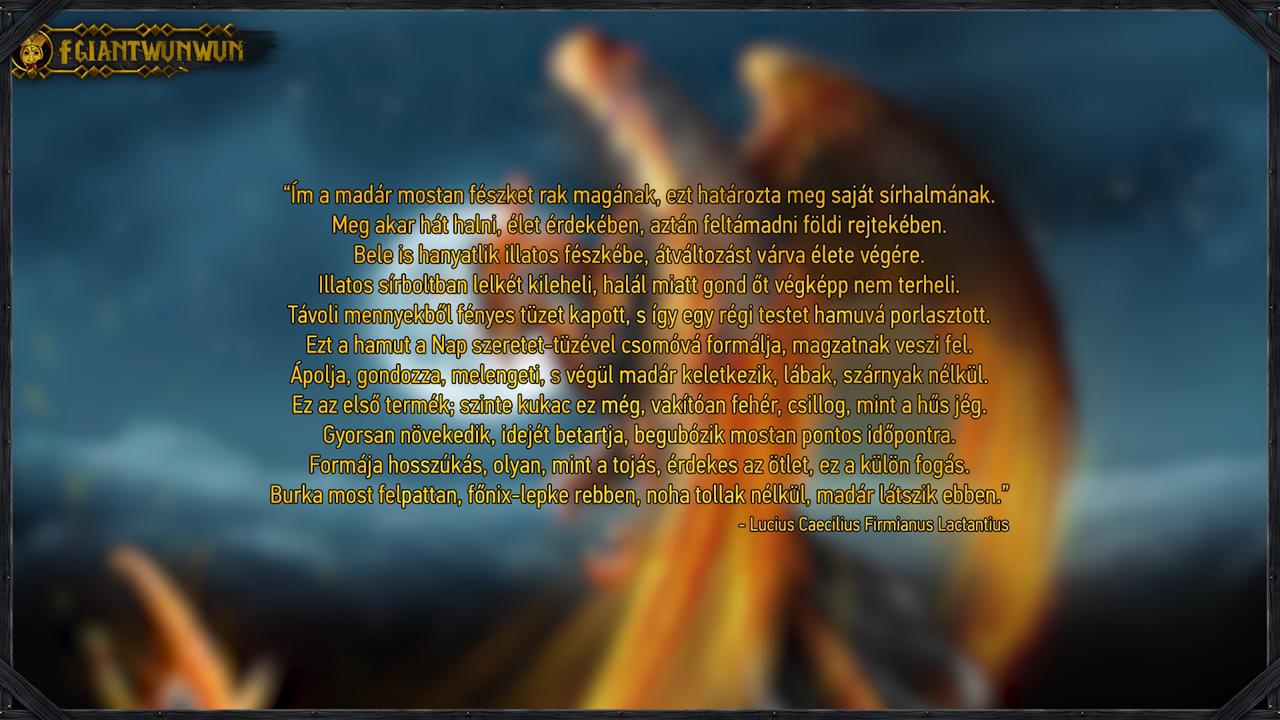 fGIANTWUNWUN
“Ím a madár mostan fészket rak magának, ezt határozta meg saját sírhalmának.
Meg akar hát halni, élet érdekében, aztán feltámadni földi rejtekében.
Bele is hanyatlik illatos fészkébe, átváltozást várva élete végére.
Illatos sírboltban lelkét kileheli, halál miatt gond őt végképp nem terheli.
Távoli mennyekből fényes tüzet kapott, s így egy régi testet hamuvá porlasztott.
Ezt a hamut a Nap szeretet-tüzével csomóvá formálja, magzatnak veszi fel.
Ápolja, gondozza, melengeti, s végül madár keletkezik, lábak, szárnyak nélkül.
Ez az első termék; szinte kukac ez még, vakítóan fehér, csillog, mint a hűs jég.
Gyorsan növekedik, idejét betartja, begubózik mostan pontos időpontra.
Formája hosszúkás, olyan, mint a tojás, érdekes az ötlet, ez a külön fogás.
Burka most felpattan, főnix-lepke rebben, noha tollak nélkül, madár látszik ebben.”
- Lucius Caecilius Firmianus Lactantius